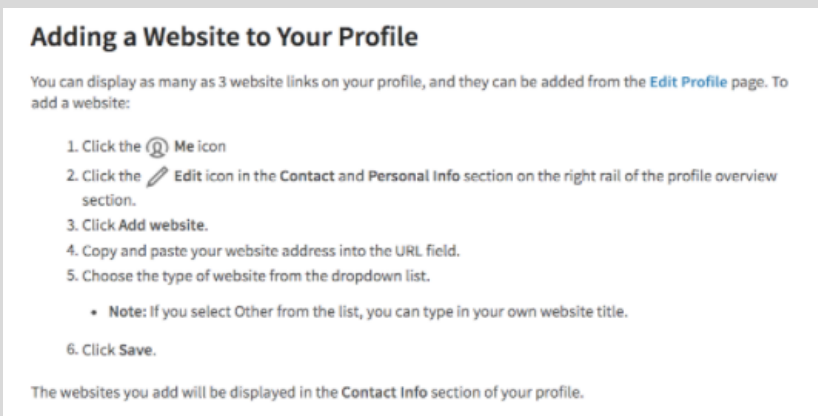 Adding a Website to Your Profile
You can display as many as 3 website links on your profile, and they can be added from the Edit Profile page. To
add a website:
1. Click the Me icon
2. Click the Edit icon in the Contact and Personal Info section on the right rail of the profile overview
section.
3. Click Add website.
4. Copy and paste your website address into the URL field.
5. Choose the type of website from the dropdown list.
• Note: If you select Other from the list, you can type in your own website title.
6. Click Save.
The websites you add will be displayed in the Contact Info section of your profile.